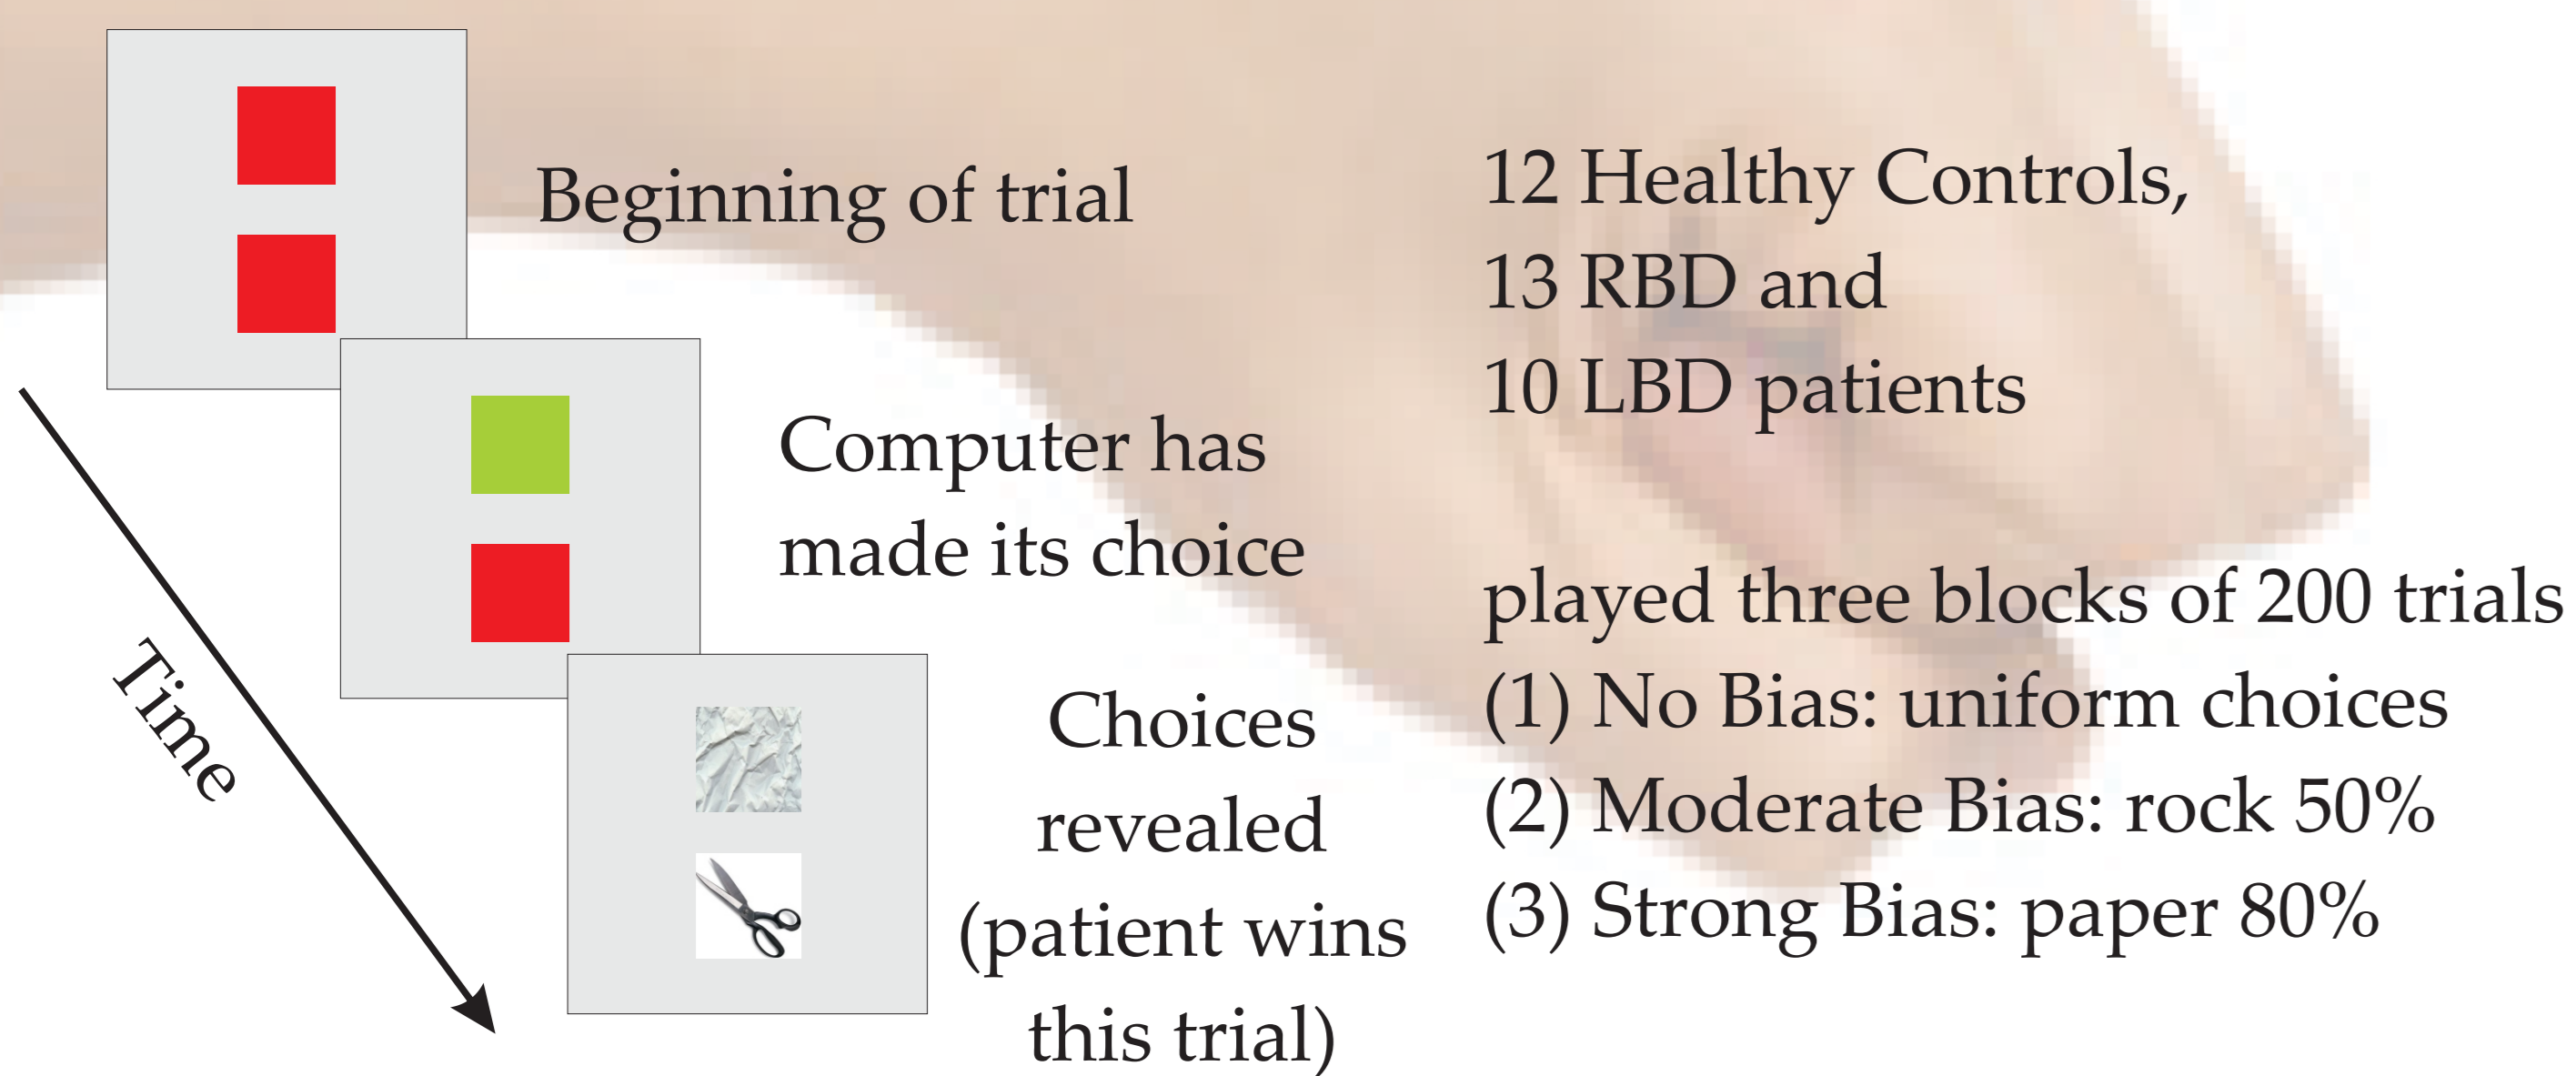 Beginning of trial
Computer has
made its choice
Time
Choices
revealed
(patient wins
this trial)
12 Healthy Controls,
13 RBD and
10 LBD patients
played three blocks of 200 trials
(1) No Bias: uniform choices
(2) Moderate Bias: rock 50%
(3) Strong Bias: paper 80%